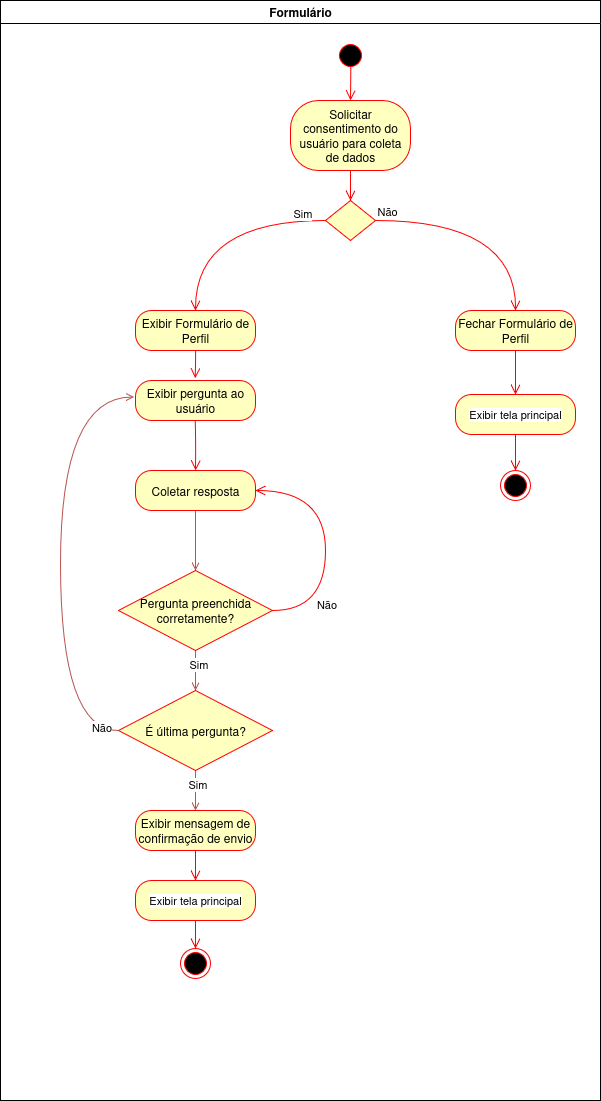 Formulário
Solicitar
consentimento do
usuário para coleta
de dados
Sim
Não
Exibir Formulário de
Perfil
Fechar Formulário de
Perfil
Exibir pergunta ao
usuário
Exibir tela principal
Coletar resposta
Pergunta preenchida
corretamente?
Não
Sim
É última pergunta?
Não
Sim
Exibir mensagem de
confirmação de envio
Exibir tela principal